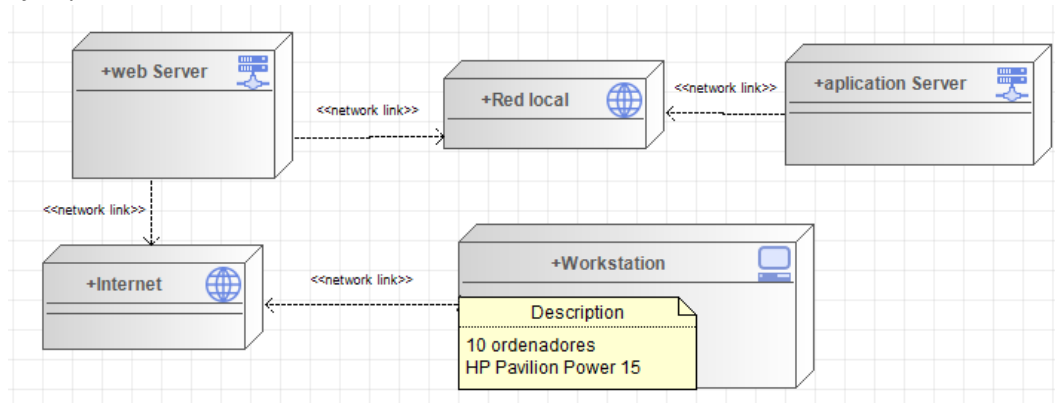 +web Server
+Red local
+aplication Server
<<network link>>
<<network link>>
<<network link>>
+Internet
<<network link>>
+Workstation
Description
10 ordenadores
HP Pavilion Power 15